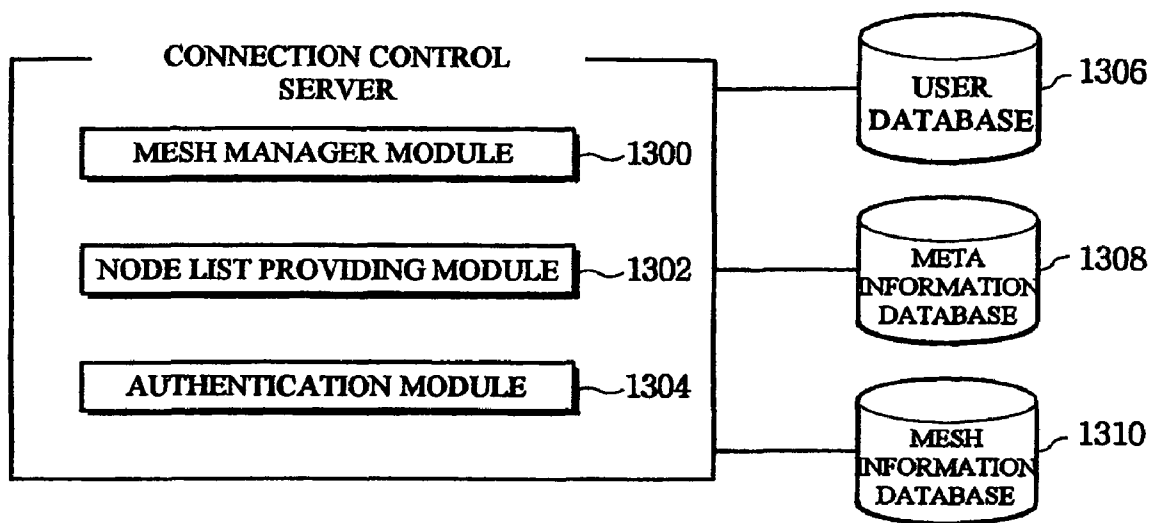 CONNECTION CONTROL
SERVER
MESH MANAGER MODULE
1300
NODE LIST PROVIDING MODULE
1302
AUTHENTICATION MODULE
1304
USER
DATABASE
1306
META
INFORMATION
DATABASE
1308
MESH
INFORMATION
DATABASE
1310